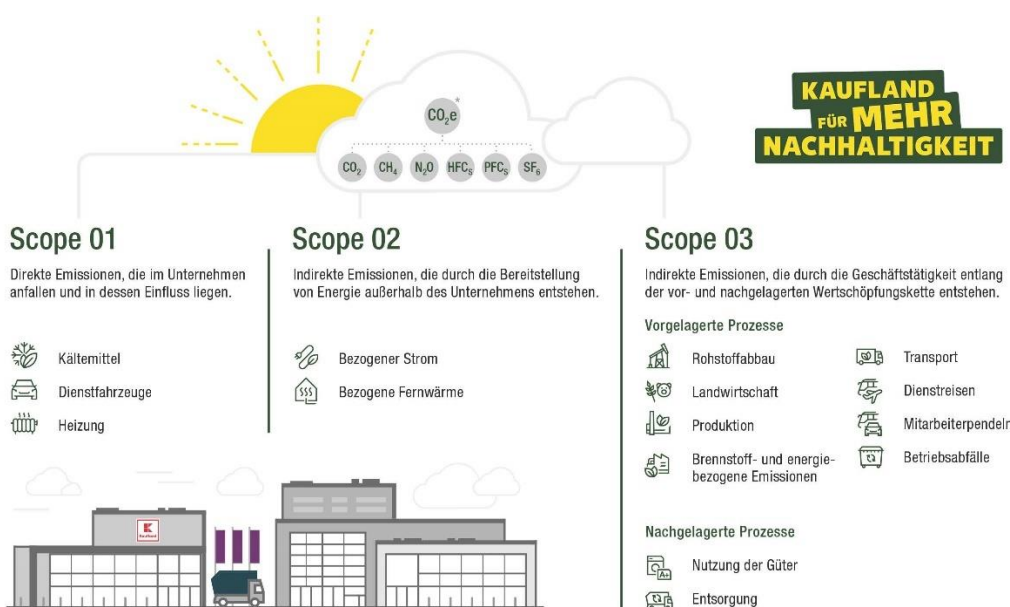 CO₂e*
CO₂ CH₄ N₂O HFCₛ PFCₛ SF₆
KAUFLAND
FÜR MEHR
NACHHALTIGKEIT
Scope 01
Direkte Emissionen, die im Unternehmen
anfallen und in dessen Einfluss liegen.
Kältemittel
Dienstfahrzeuge
Heizung
Scope 02
Indirekte Emissionen, die durch die Bereitstellung
von Energie außerhalb des Unternehmens entstehen.
Bezogener Strom
Bezogene Fernwärme
Scope 03
Indirekte Emissionen, die durch die Geschäftstätigkeit entlang
der vor- und nachgelagerten Wertschöpfungskette entstehen.
Vorgelagerte Prozesse
Rohstoffabbau
Landwirtschaft
Produktion
Brennstoff- und energie-
bezogene Emissionen
Transport
Dienstreisen
Mitarbeiterpendeln
Betriebsabfälle
Nachgelagerte Prozesse
A+
Nutzung der Güter
Entsorgung
K
Kaufland